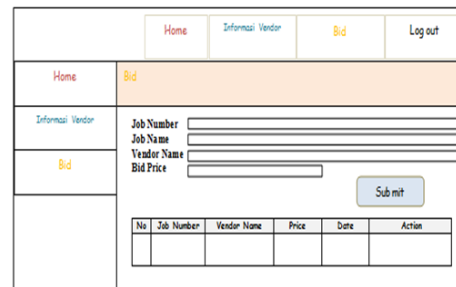 Home Informasi Vendor Bid Log out
Home Bid
Informasi Vendor
Bid
Job Number
Job Name
Vendor Name
Bid Price
Submit
No Job Number Vendor Name Price Date Action